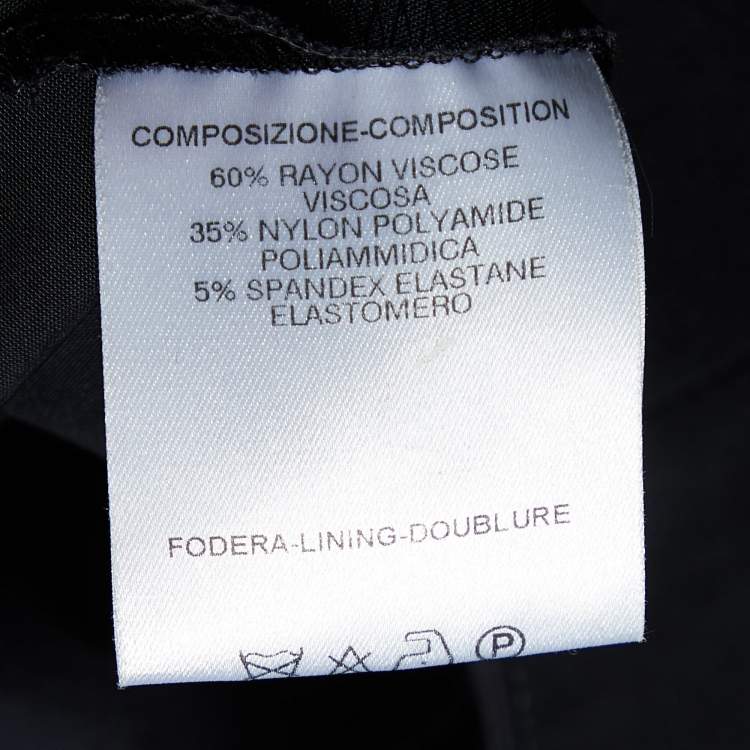 COMPOSIZIONE-COMPOSITION
60% RAYON VISCOSE
VISCOSA
35% NYLON POLYAMIDE
POLIAMMIDICA
5% SPANDEX ELASTANE
ELASTOMERO
FODERA-LINING-DOUBLURE
P